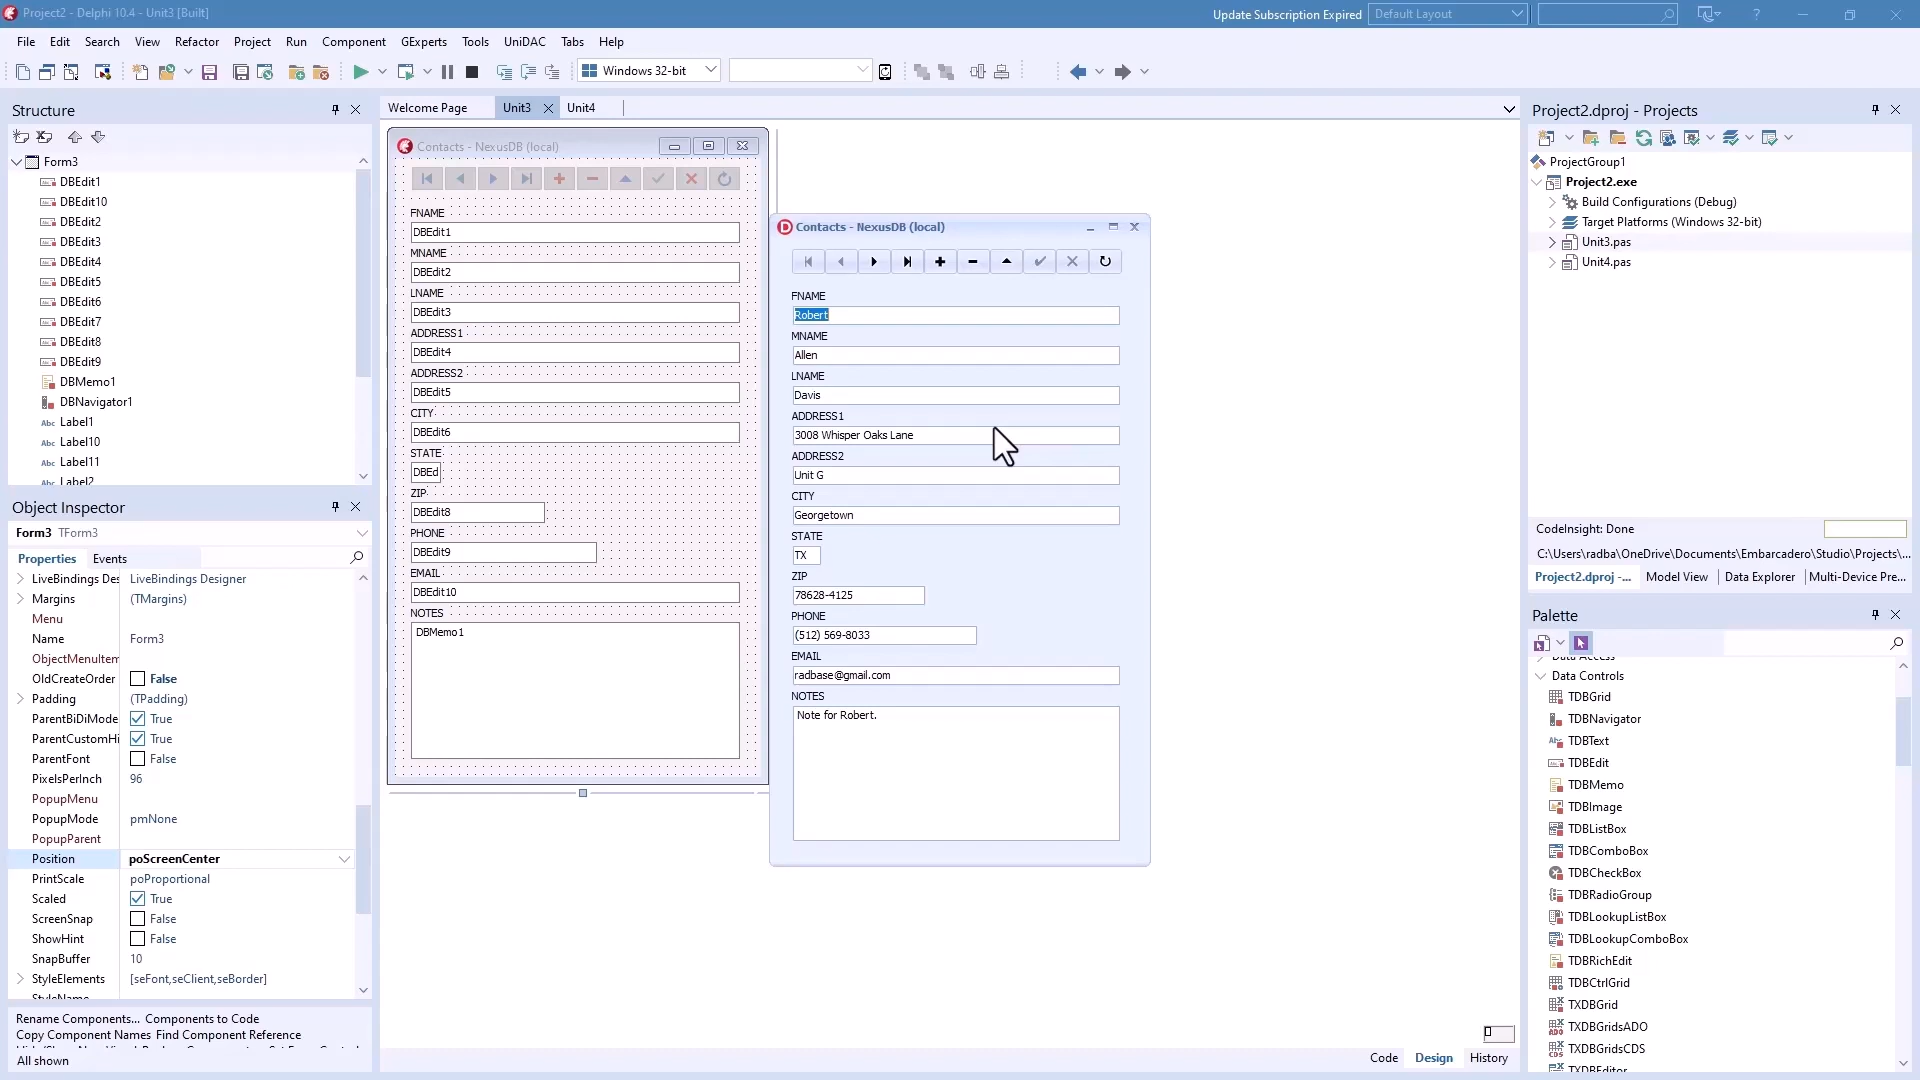 Project2 - Delphi 10.4 - Unit3 [Built]
Update Subscription Expired
Default Layout
File Edit Search View Refactor Project Run Component GExperts Tools UniDAC Tabs Help
Windows 32-bit
Structure
Form3
DBEdit1
DBEdit10
DBEdit2
DBEdit3
DBEdit4
DBEdit5
DBEdit6
DBEdit7
DBEdit8
DBEdit9
DBMemo1
DBNavigator1
Label1
Label10
Label11
Label2
Object Inspector
Form3 TForm3
Properties Events
LiveBindings Des LiveBindings Designer
Margins (TMargins)
Menu
Name Form3
ObjectMenuItem
OldCreateOrder False
Padding (TPadding)
ParentBiDiMode True
ParentCustomHi True
ParentFont False
PixelsPerInch 96
PopupMenu
PopupMode pmNone
PopupParent
Position poScreenCenter
PrintScale poProportional
Scaled True
ScreenSnap False
ShowHint False
SnapBuffer 10
StyleElements [seFont,seClient,seBorder]
StyleName
Rename Components... Components to Code
Copy Component Names Find Component Reference
All shown
Welcome Page Unit3 Unit4
Contacts - NexusDB (local)
FNAME
DBEdit1
MNAME
DBEdit2
LNAME
DBEdit3
ADDRESS1
DBEdit4
ADDRESS2
DBEdit5
CITY
DBEdit6
STATE
DBEd
ZIP
DBEdit8
PHONE
DBEdit9
EMAIL
DBEdit10
NOTES
DBMemo1
Contacts - NexusDB (local)
FNAME
Robert
MNAME
Allen
LNAME
Davis
ADDRESS1
3008 Whisper Oaks Lane
ADDRESS2
Unit G
CITY
Georgetown
STATE
TX
ZIP
78628-4125
PHONE
(512) 569-8033
EMAIL
radbase@gmail.com
NOTES
Note for Robert.
Code Design History
Project2.dproj - Projects
ProjectGroup1
Project2.exe
Build Configurations (Debug)
Target Platforms (Windows 32-bit)
Unit3.pas
Unit4.pas
CodeInsight: Done
C:\Users\radba\OneDrive\Documents\Embarcadero\Studio\Projects\...
Project2.dproj -... Model View Data Explorer Multi-Device Pre...
Palette
Data Access
Data Controls
TDBGrid
TDBNavigator
TDBText
TDBEdit
TDBMemo
TDBImage
TDBListBox
TDBComboBox
TDBCheckBox
TDBRadioGroup
TDBLookupListBox
TDBLookupComboBox
TDBRichEdit
TDBCtrlGrid
TXDBGrid
TXDBGridsADO
TXDBGridsCDS
TXDBEditor